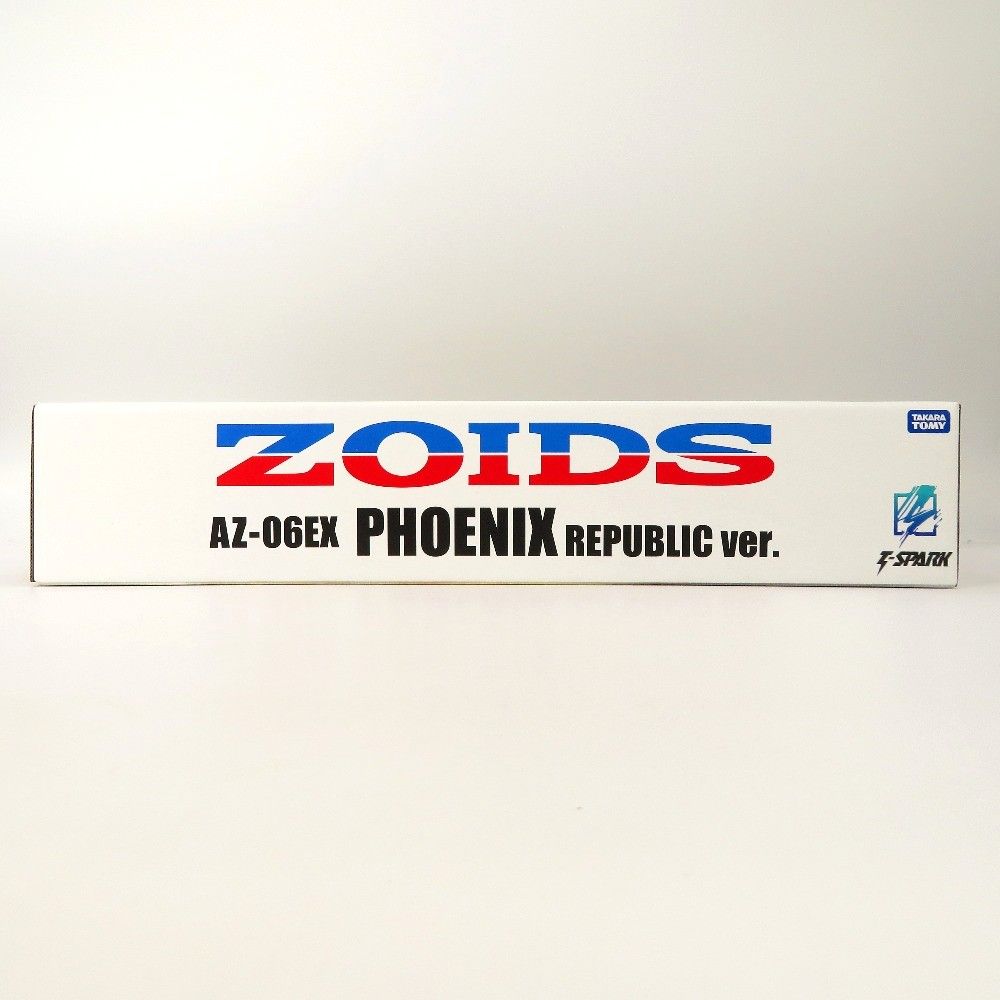 ZOIDS
AZ-06EX PHOENIX REPUBLIC ver.
TAKARA
TOMY
T-SPARK